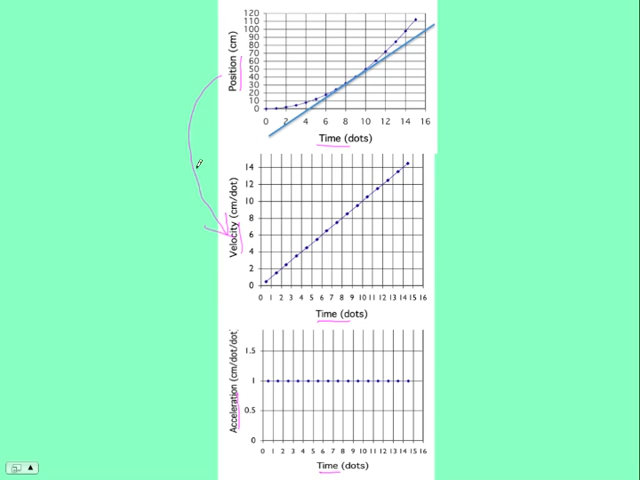 Position (cm)
120
110
100
90
80
70
60
50
40
30
20
10
0
0 2 4 6 8 10 12 14 16
Time (dots)
Velocity (cm/dot)
14
12
10
8
6
4
2
0
0 1 2 3 4 5 6 7 8 9 10 11 12 13 14 15 16
Time (dots)
Acceleration (cm/dot/dot)
1.5
1
0.5
0
0 1 2 3 4 5 6 7 8 9 10 11 12 13 14 15 16
Time (dots)